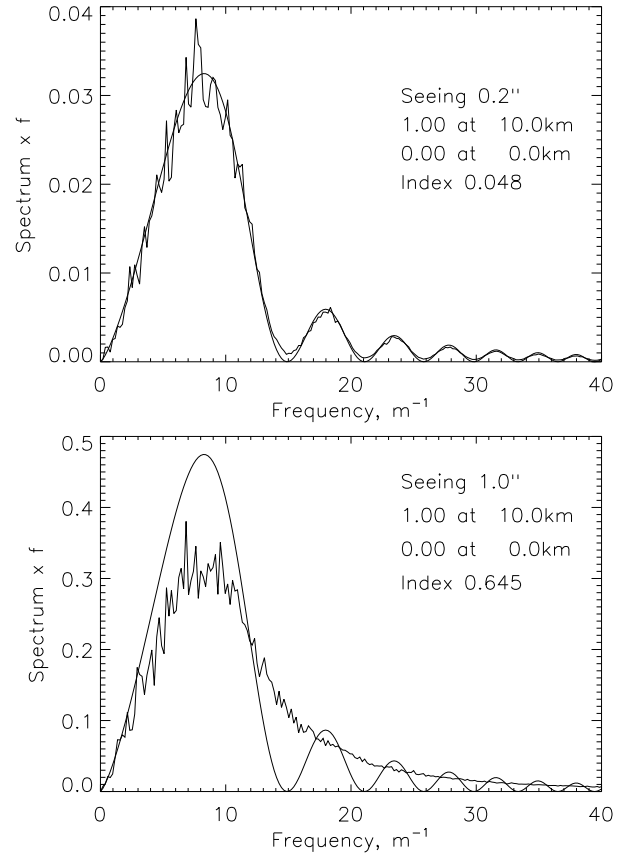 0.04
0.03
0.02
0.01
0.00
Spectrum x f
Seeing 0.2"
1.00 at 10.0km
0.00 at 0.0km
Index 0.048
0 10 20 30 40
Frequency, m⁻¹
0.5
0.4
0.3
0.2
0.1
0.0
Spectrum x f
Seeing 1.0"
1.00 at 10.0km
0.00 at 0.0km
Index 0.645
0 10 20 30 40
Frequency, m⁻¹